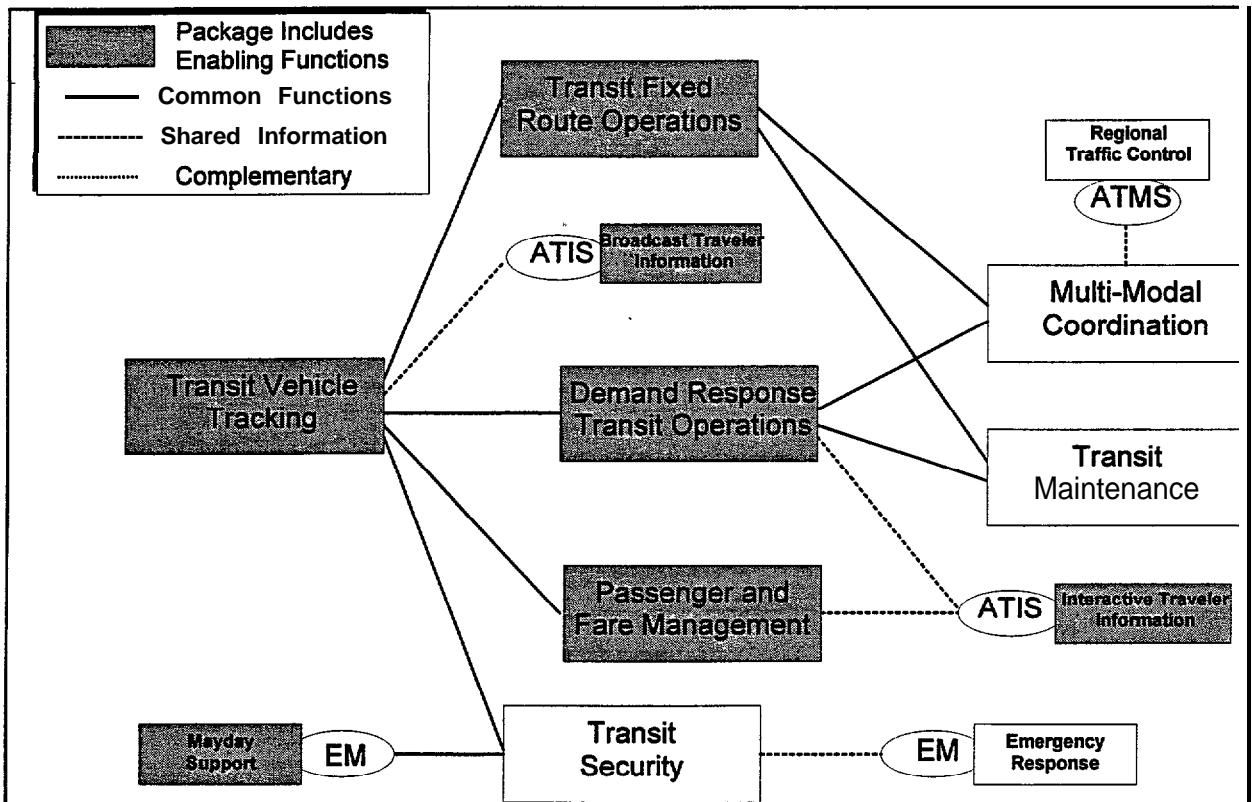 Package Includes
Enabling Functions
Common Functions
Shared Information
Complementary
Transit Fixed
Route Operations
Regional
Traffic Control
ATMS
ATIS
Broadcast Traveler
Information
Multi-Modal
Coordination
Transit Vehicle
Tracking
Demand Response
Transit Operations
Transit
Maintenance
Passenger and
Fare Management
ATIS
Interactive Traveler
Information
Mayday
Support
EM
Transit
Security
EM
Emergency
Response